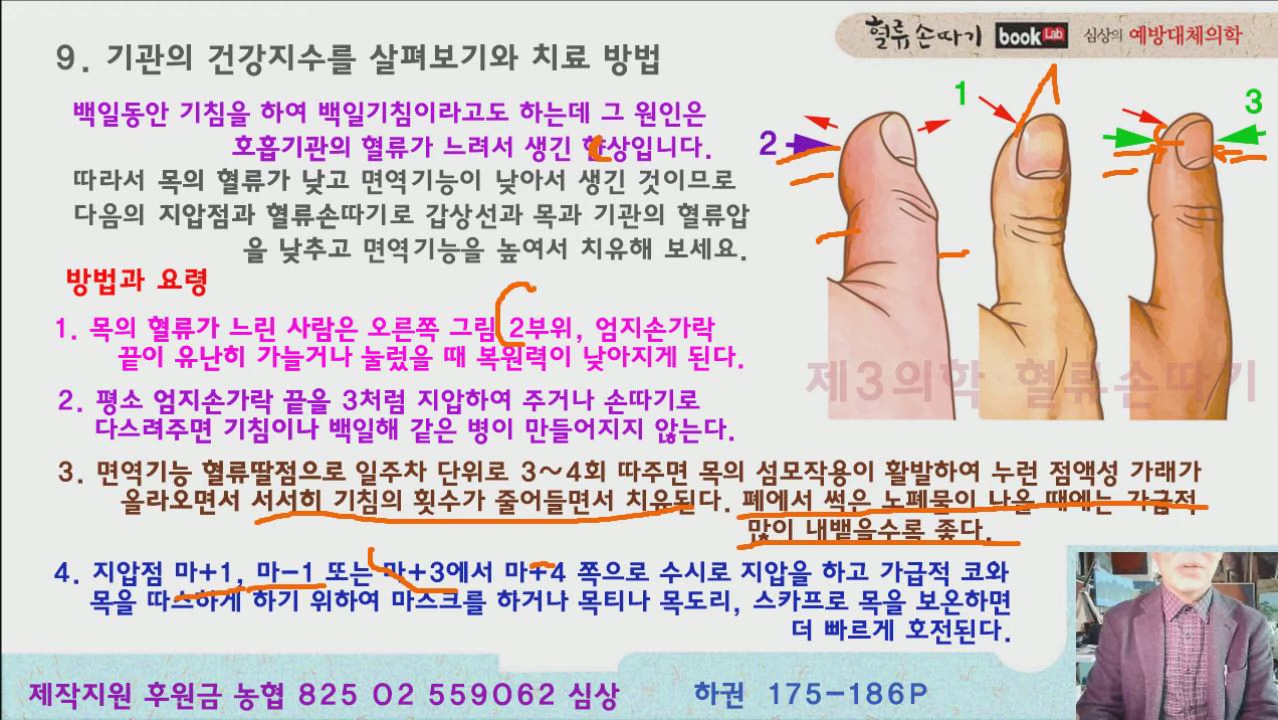 혈류 손따기 book Lab 심상의 예방대체의학
9. 기관의 건강지수를 살펴보기와 치료 방법
백일동안 기침을 하여 백일기침이라고도 하는데 그 원인은
호흡기관의 혈류가 느려서 생긴 현상입니다.
따라서 목의 혈류가 낮고 면역기능이 낮아서 생긴 것이므로
다음의 지압점과 혈류손따기로 갑상선과 목과 기관의 혈류압
을 낮추고 면역기능을 높여서 치유해 보세요.
2
1
3
방법과 요령
1. 목의 혈류가 느린 사람은 오른쪽 그림 2부위, 엄지손가락
끝이 유난히 가늘거나 눌렀을 때 복원력이 낮아지게 된다.
제3의학 혈류손따기
2. 평소 엄지손가락 끝을 3처럼 지압하여 주거나 손따기로
다스려주면 기침이나 백일해 같은 병이 만들어지지 않는다.
3. 면역기능 혈류딸점으로 일주차 단위로 3~4회 따주면 목의 섬모작용이 활발하여 누런 점액성 가래가
올라오면서 서서히 기침의 횟수가 줄어들면서 치유된다. 폐에서 썩은 노폐물이 나올 때에는 가급적
많이 내뱉을수록 좋다.
4. 지압점 마+1, 마-1 또는 마+3에서 마+4 쪽으로 수시로 지압을 하고 가급적 코와
목을 따스하게 하기 위하여 마스크를 하거나 목티나 목도리, 스카프로 목을 보온하면
더 빠르게 호전된다.
제작지원 후원금 농협 825 02 559062 심상
하권 175-186P